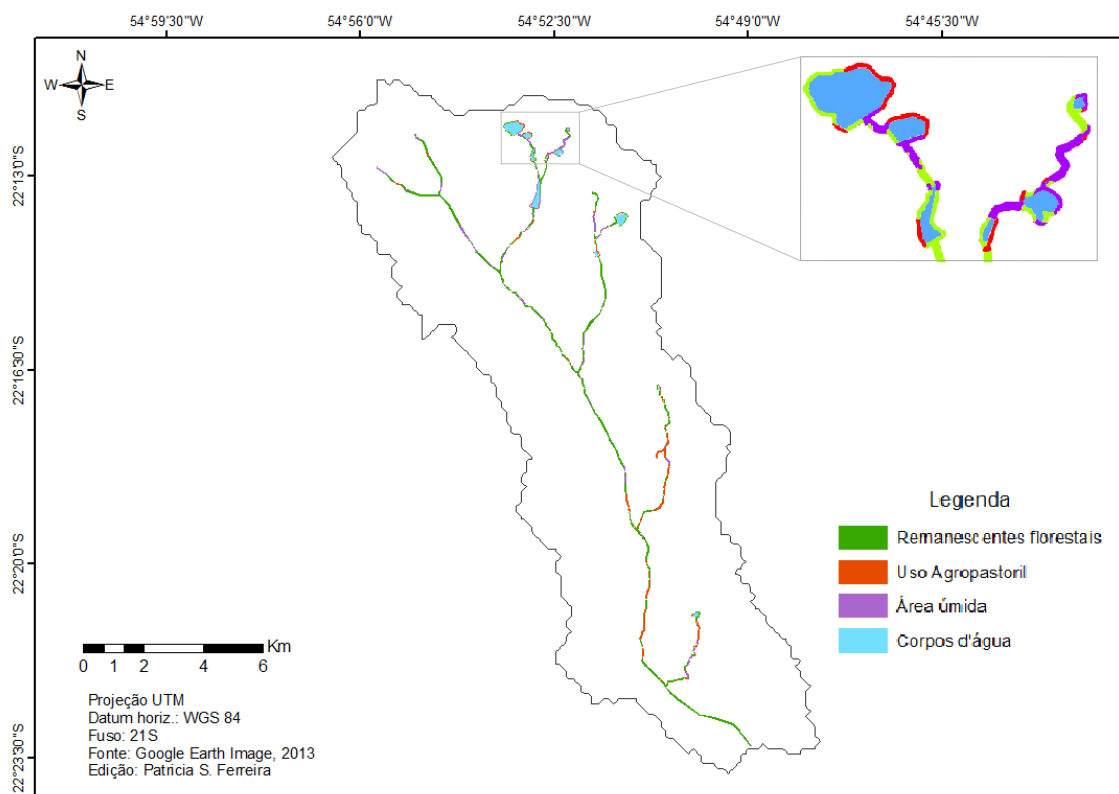 54°59'30"W 54°56'0"W 54°52'30"W 54°49'0"W 54°45'30"W
N
W E
S
22°13'0"S
22°16'30"S
22°20'0"S
22°23'30"S
Legenda
Remanescentes florestais
Uso Agropastoril
Área úmida
Corpos d'água
Km
0 1 2 4 6
Projeção UTM
Datum horiz.: WGS 84
Fuso: 21S
Fonte: Google Earth Image, 2013
Edição: Patricia S. Ferreira